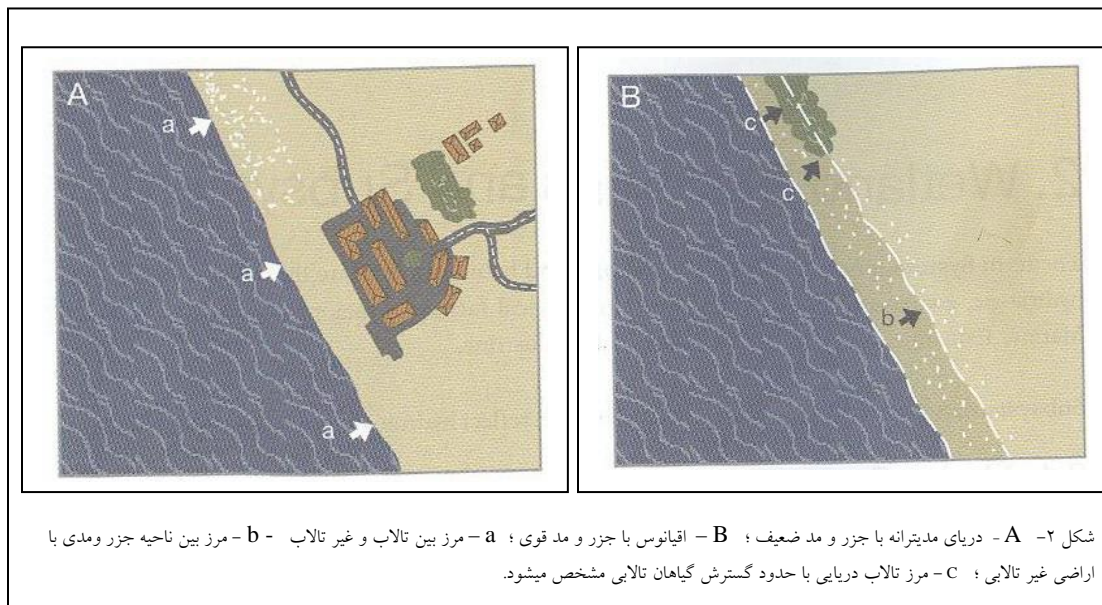 A
a
a
a
B
c
c
b
شکل ۲- A - دریای مدیترانه با جزر و مد ضعیف ؛ B – اقیانوس با جزر و مد قوی ؛ a – مرز بین تالاب و غیر تالاب - b - مرز بین ناحیه جزر ومدی با
اراضی غیر تالابی ؛ C – مرز تالاب دریایی با حدود گسترش گیاهان تالابی مشخص میشود.